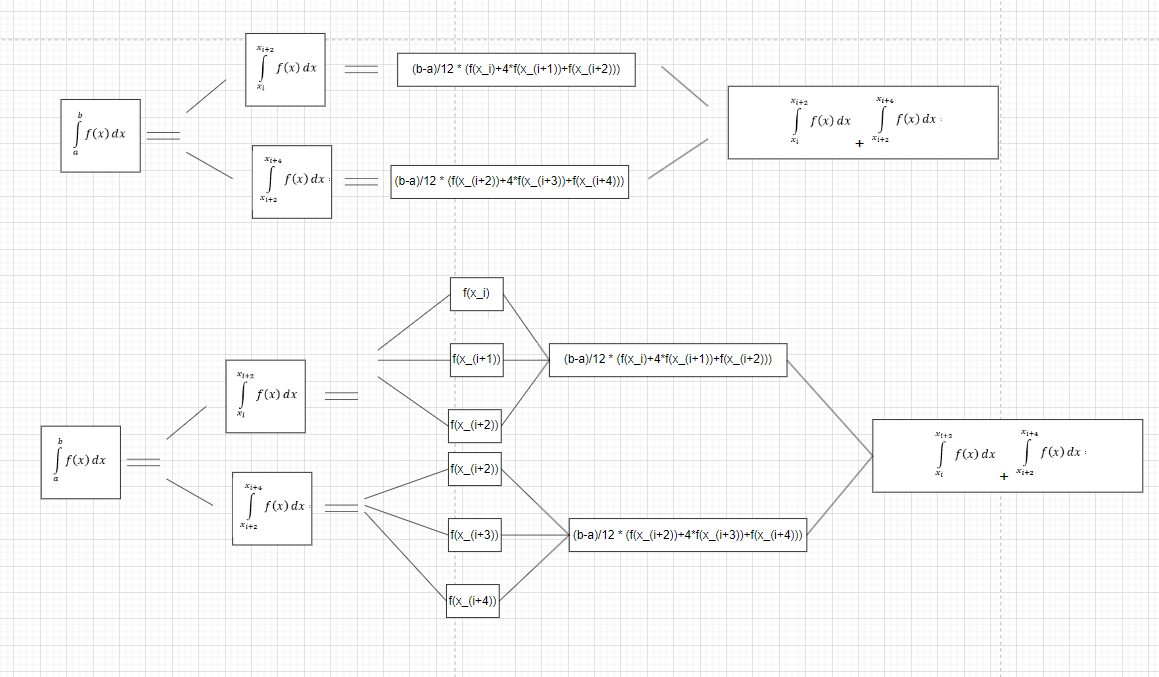 x_{i+2}
∫ f(x) dx
x_i
(b-a)/12 * (f(x_i)+4*f(x_(i+1))+f(x_(i+2)))
b
∫ f(x) dx
a
x_{i+2} x_{i+4}
∫ f(x) dx ∫ f(x) dx :
x_i + x_{i+2}
x_{i+4}
∫ f(x) dx :
x_{i+2}
(b-a)/12 * (f(x_(i+2))+4*f(x_(i+3))+f(x_(i+4)))
f(x_i)
f(x_(i+1))
f(x_(i+2))
(b-a)/12 * (f(x_i)+4*f(x_(i+1))+f(x_(i+2)))
x_{i+2}
∫ f(x) dx
x_i
b
∫ f(x) dx
a
x_{i+2} x_{i+4}
∫ f(x) dx ∫ f(x) dx :
x_i + x_{i+2}
x_{i+4}
∫ f(x) dx :
x_{i+2}
f(x_(i+2))
f(x_(i+3))
f(x_(i+4))
(b-a)/12 * (f(x_(i+2))+4*f(x_(i+3))+f(x_(i+4)))